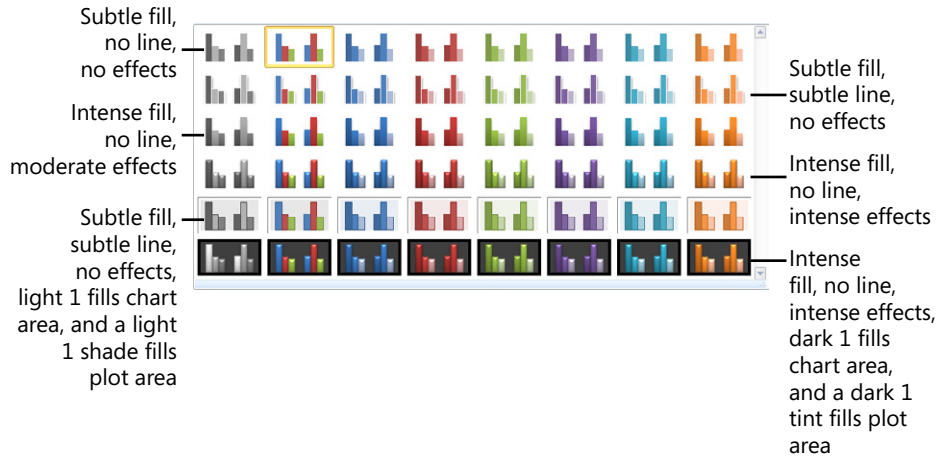 Subtle fill,
no line,
no effects
Intense fill,
no line,
moderate effects
Subtle fill,
subtle line,
no effects,
light 1 fills chart
area, and a light
1 shade fills
plot area
Subtle fill,
subtle line,
no effects
Intense fill,
no line,
intense effects
Intense
fill, no line,
intense effects,
dark 1 fills
chart area,
and a dark 1
tint fills plot
area